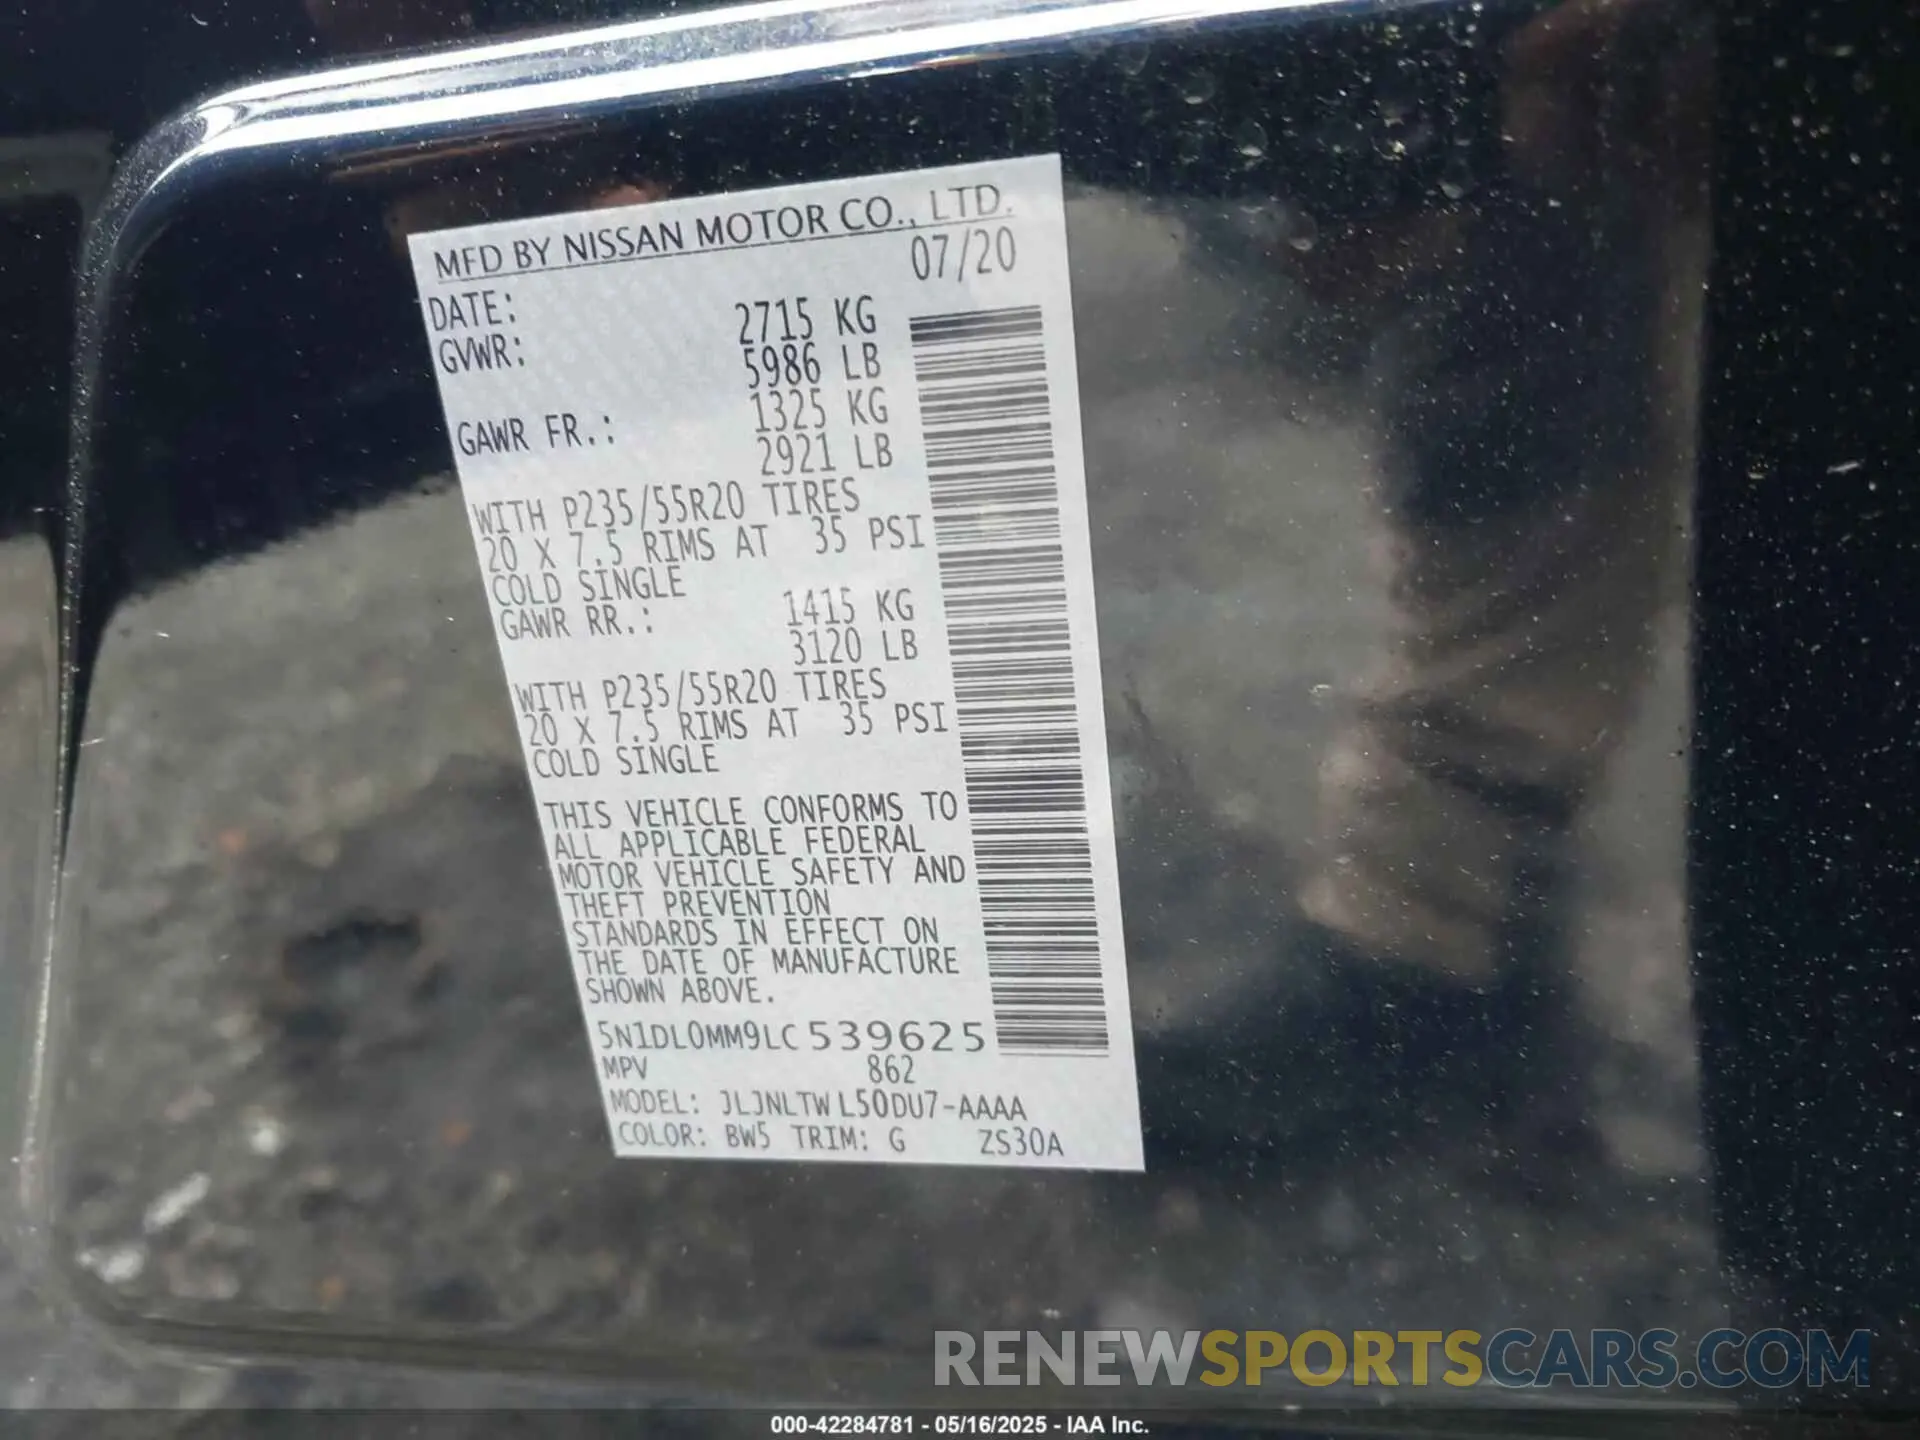 MFD BY NISSAN MOTOR CO., LTD.
DATE: 07/20
GVWR: 2715 KG
5986 LB
GAWR FR.: 1325 KG
2921 LB
WITH P235/55R20 TIRES
20 X 7.5 RIMS AT 35 PSI
COLD SINGLE
GAWR RR.: 1415 KG
3120 LB
WITH P235/55R20 TIRES
20 X 7.5 RIMS AT 35 PSI
COLD SINGLE
THIS VEHICLE CONFORMS TO
ALL APPLICABLE FEDERAL
MOTOR VEHICLE SAFETY AND
THEFT PREVENTION
STANDARDS IN EFFECT ON
THE DATE OF MANUFACTURE
SHOWN ABOVE.
5N1DL0MM9LC539625
MPV 862
MODEL: JLJNLTWL50DU7-AAAA
COLOR: BW5 TRIM: G ZS30A
RENEWSPORTSCARS.COM
000-42284781 - 05/16/2025 - IAA Inc.